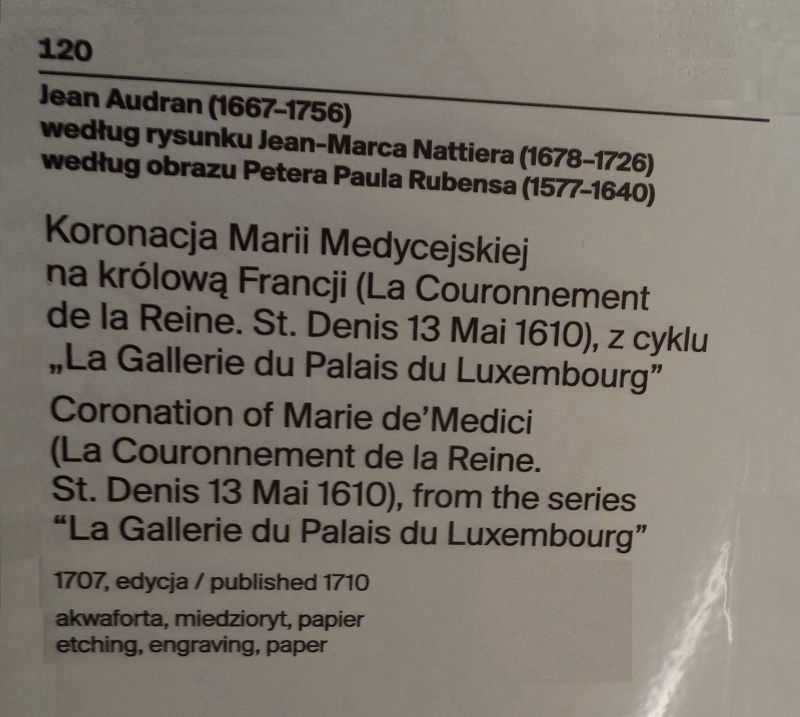 120
Jean Audran (1667–1756)
według rysunku Jean-Marca Nattiera (1678–1726)
według obrazu Petera Paula Rubensa (1577–1640)
Koronacja Marii Medycejskiej
na królową Francji (La Couronnement
de la Reine. St. Denis 13 Mai 1610), z cyklu
„La Gallerie du Palais du Luxembourg”
Coronation of Marie de’Medici
(La Couronnement de la Reine.
St. Denis 13 Mai 1610), from the series
“La Gallerie du Palais du Luxembourg”
1707, edycja / published 1710
akwaforta, miedzioryt, papier
etching, engraving, paper